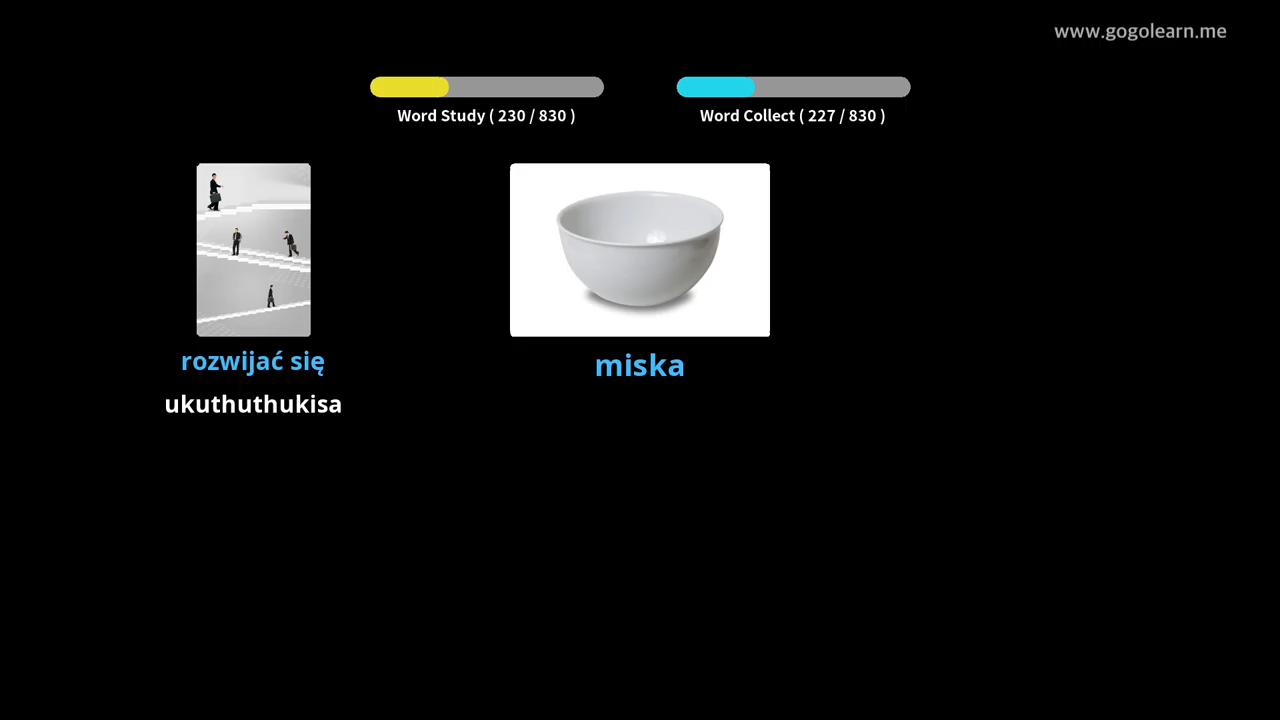 www.gogolearn.me
Word Study ( 230 / 830 )
Word Collect ( 227 / 830 )
rozwijać się
ukuthuthukisa
miska